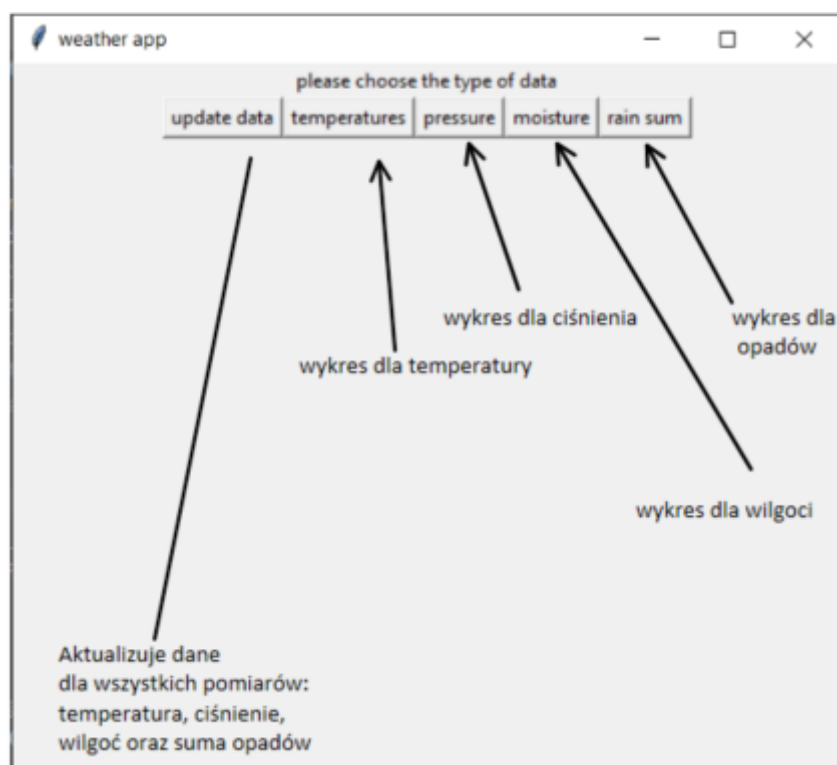 weather app
please choose the type of data
update data temperatures pressure moisture rain sum
wykres dla ciśnienia
wykres dla
opadów
wykres dla temperatury
wykres dla wilgoci
Aktualizuje dane
dla wszystkich pomiarów:
temperatura, ciśnienie,
wilgoć oraz suma opadów